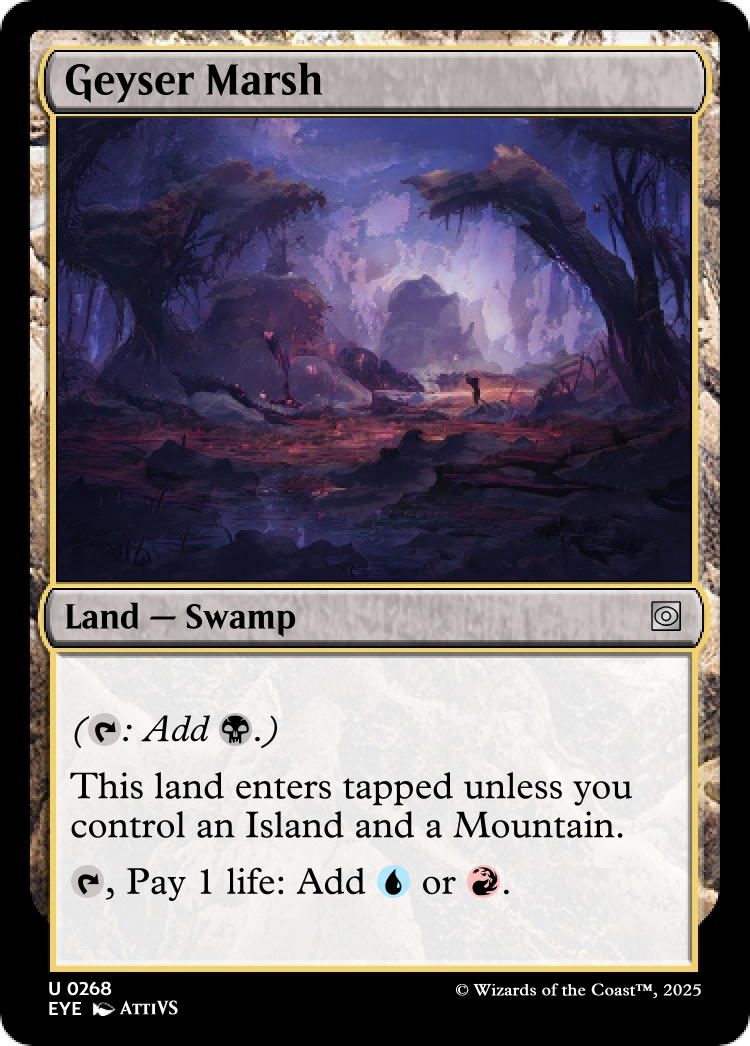 Geyser Marsh
Land — Swamp
(: Add .)
This land enters tapped unless you
control an Island and a Mountain.
, Pay 1 life: Add  or .
U 0268
EYE AttiVS
© Wizards of the Coast™, 2025